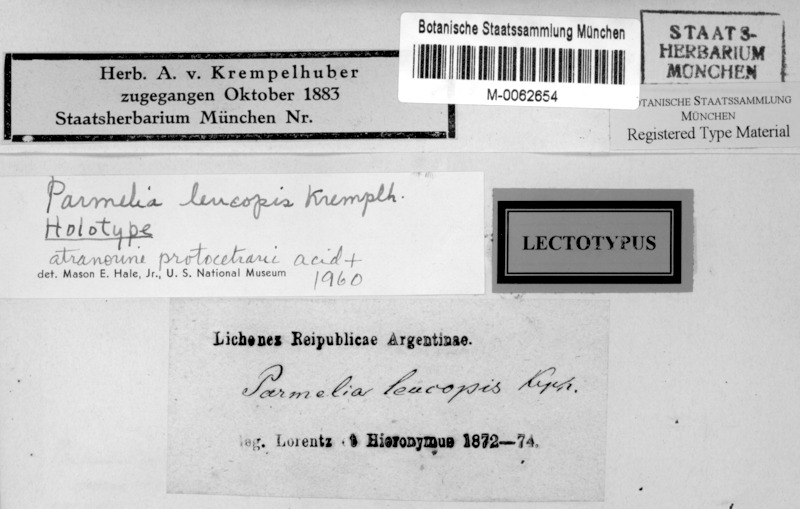 Herb. A. v. Krempelhuber
zugegangen Oktober 1883
Staatsherbarium München Nr.
Botanische Staatssammlung München
M-0062654
STAATS-
HERBARIUM
MÜNCHEN
BOTANISCHE STAATSSAMMLUNG
MÜNCHEN
Registered Type Material
Parmelia leucopis Kremplh.
Holotype
atranorine protocetraric acid +
det. Mason E. Hale, Jr., U. S. National Museum
1960
LECTOTYPUS
Lichenes Reipublicae Argentinae.
Parmelia leucopis Kph.
leg. Lorentz & Hieronymus 1872—74.